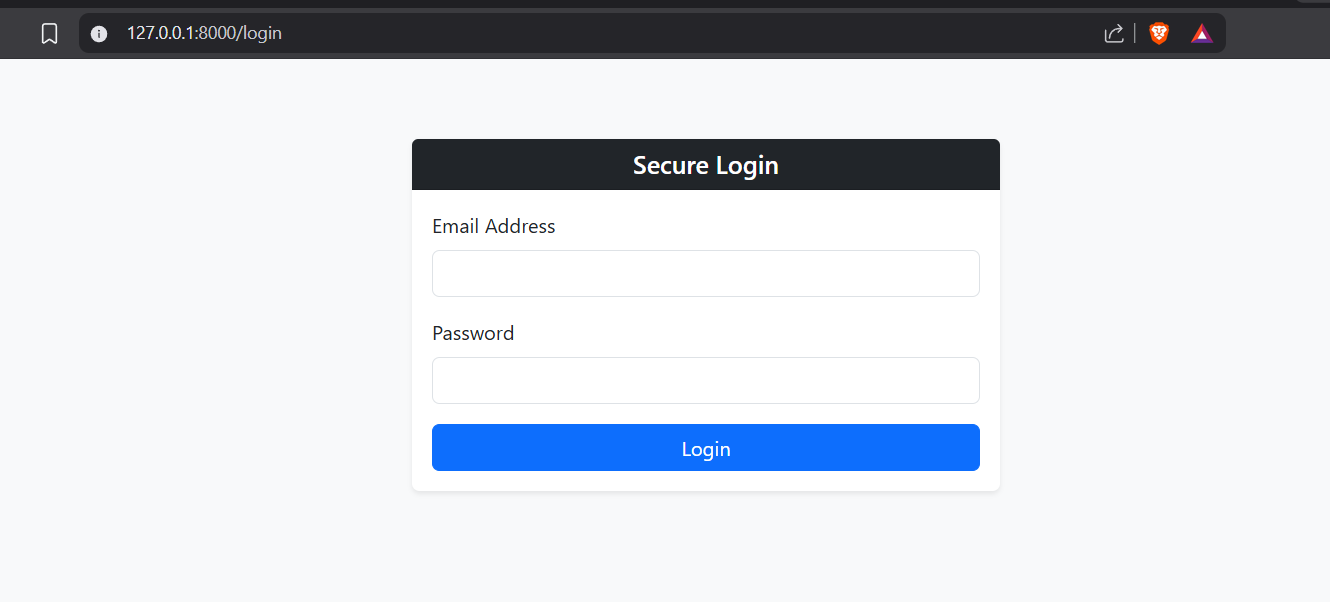 127.0.0.1:8000/login
Secure Login
Email Address
Password
Login